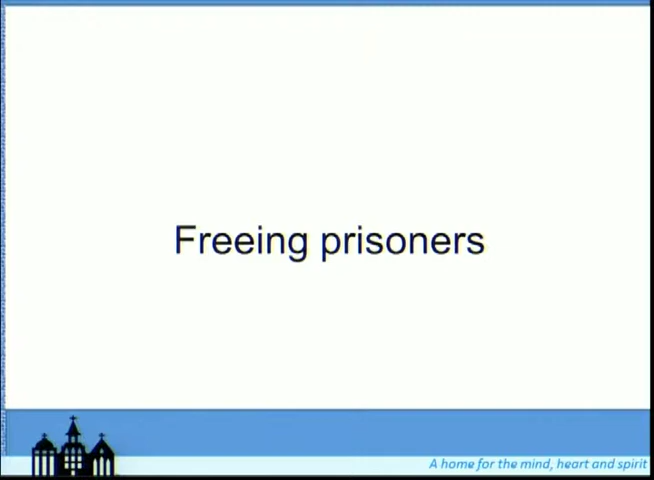 Freeing prisoners
A home for the mind, heart and spirit